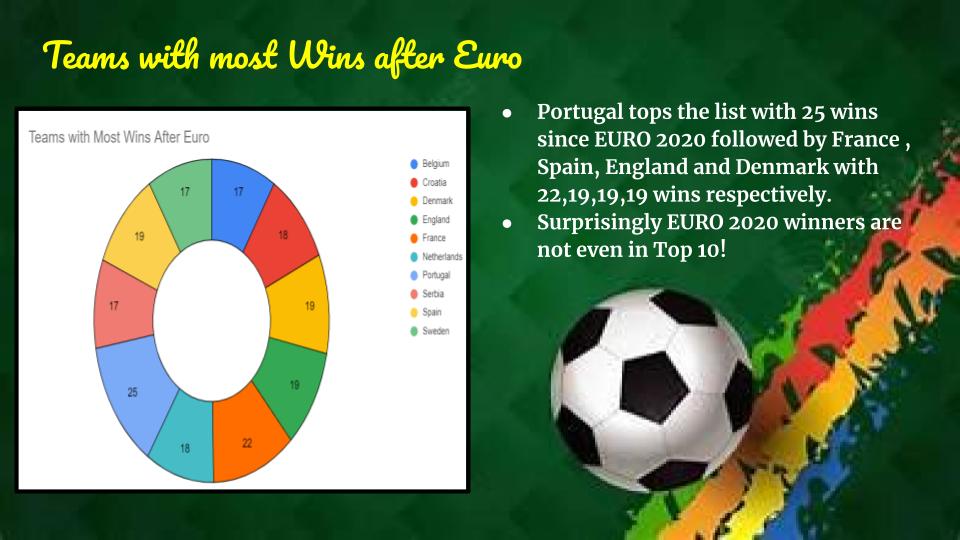 Teams with most Wins after Euro
Teams with Most Wins After Euro
17
17
18
19
19
19
17
25
22
18
Belgium
Croatia
Denmark
England
France
Netherlands
Portugal
Serbia
Spain
Sweden
● Portugal tops the list with 25 wins
since EURO 2020 followed by France ,
Spain, England and Denmark with
22,19,19,19 wins respectively.
● Surprisingly EURO 2020 winners are
not even in Top 10!